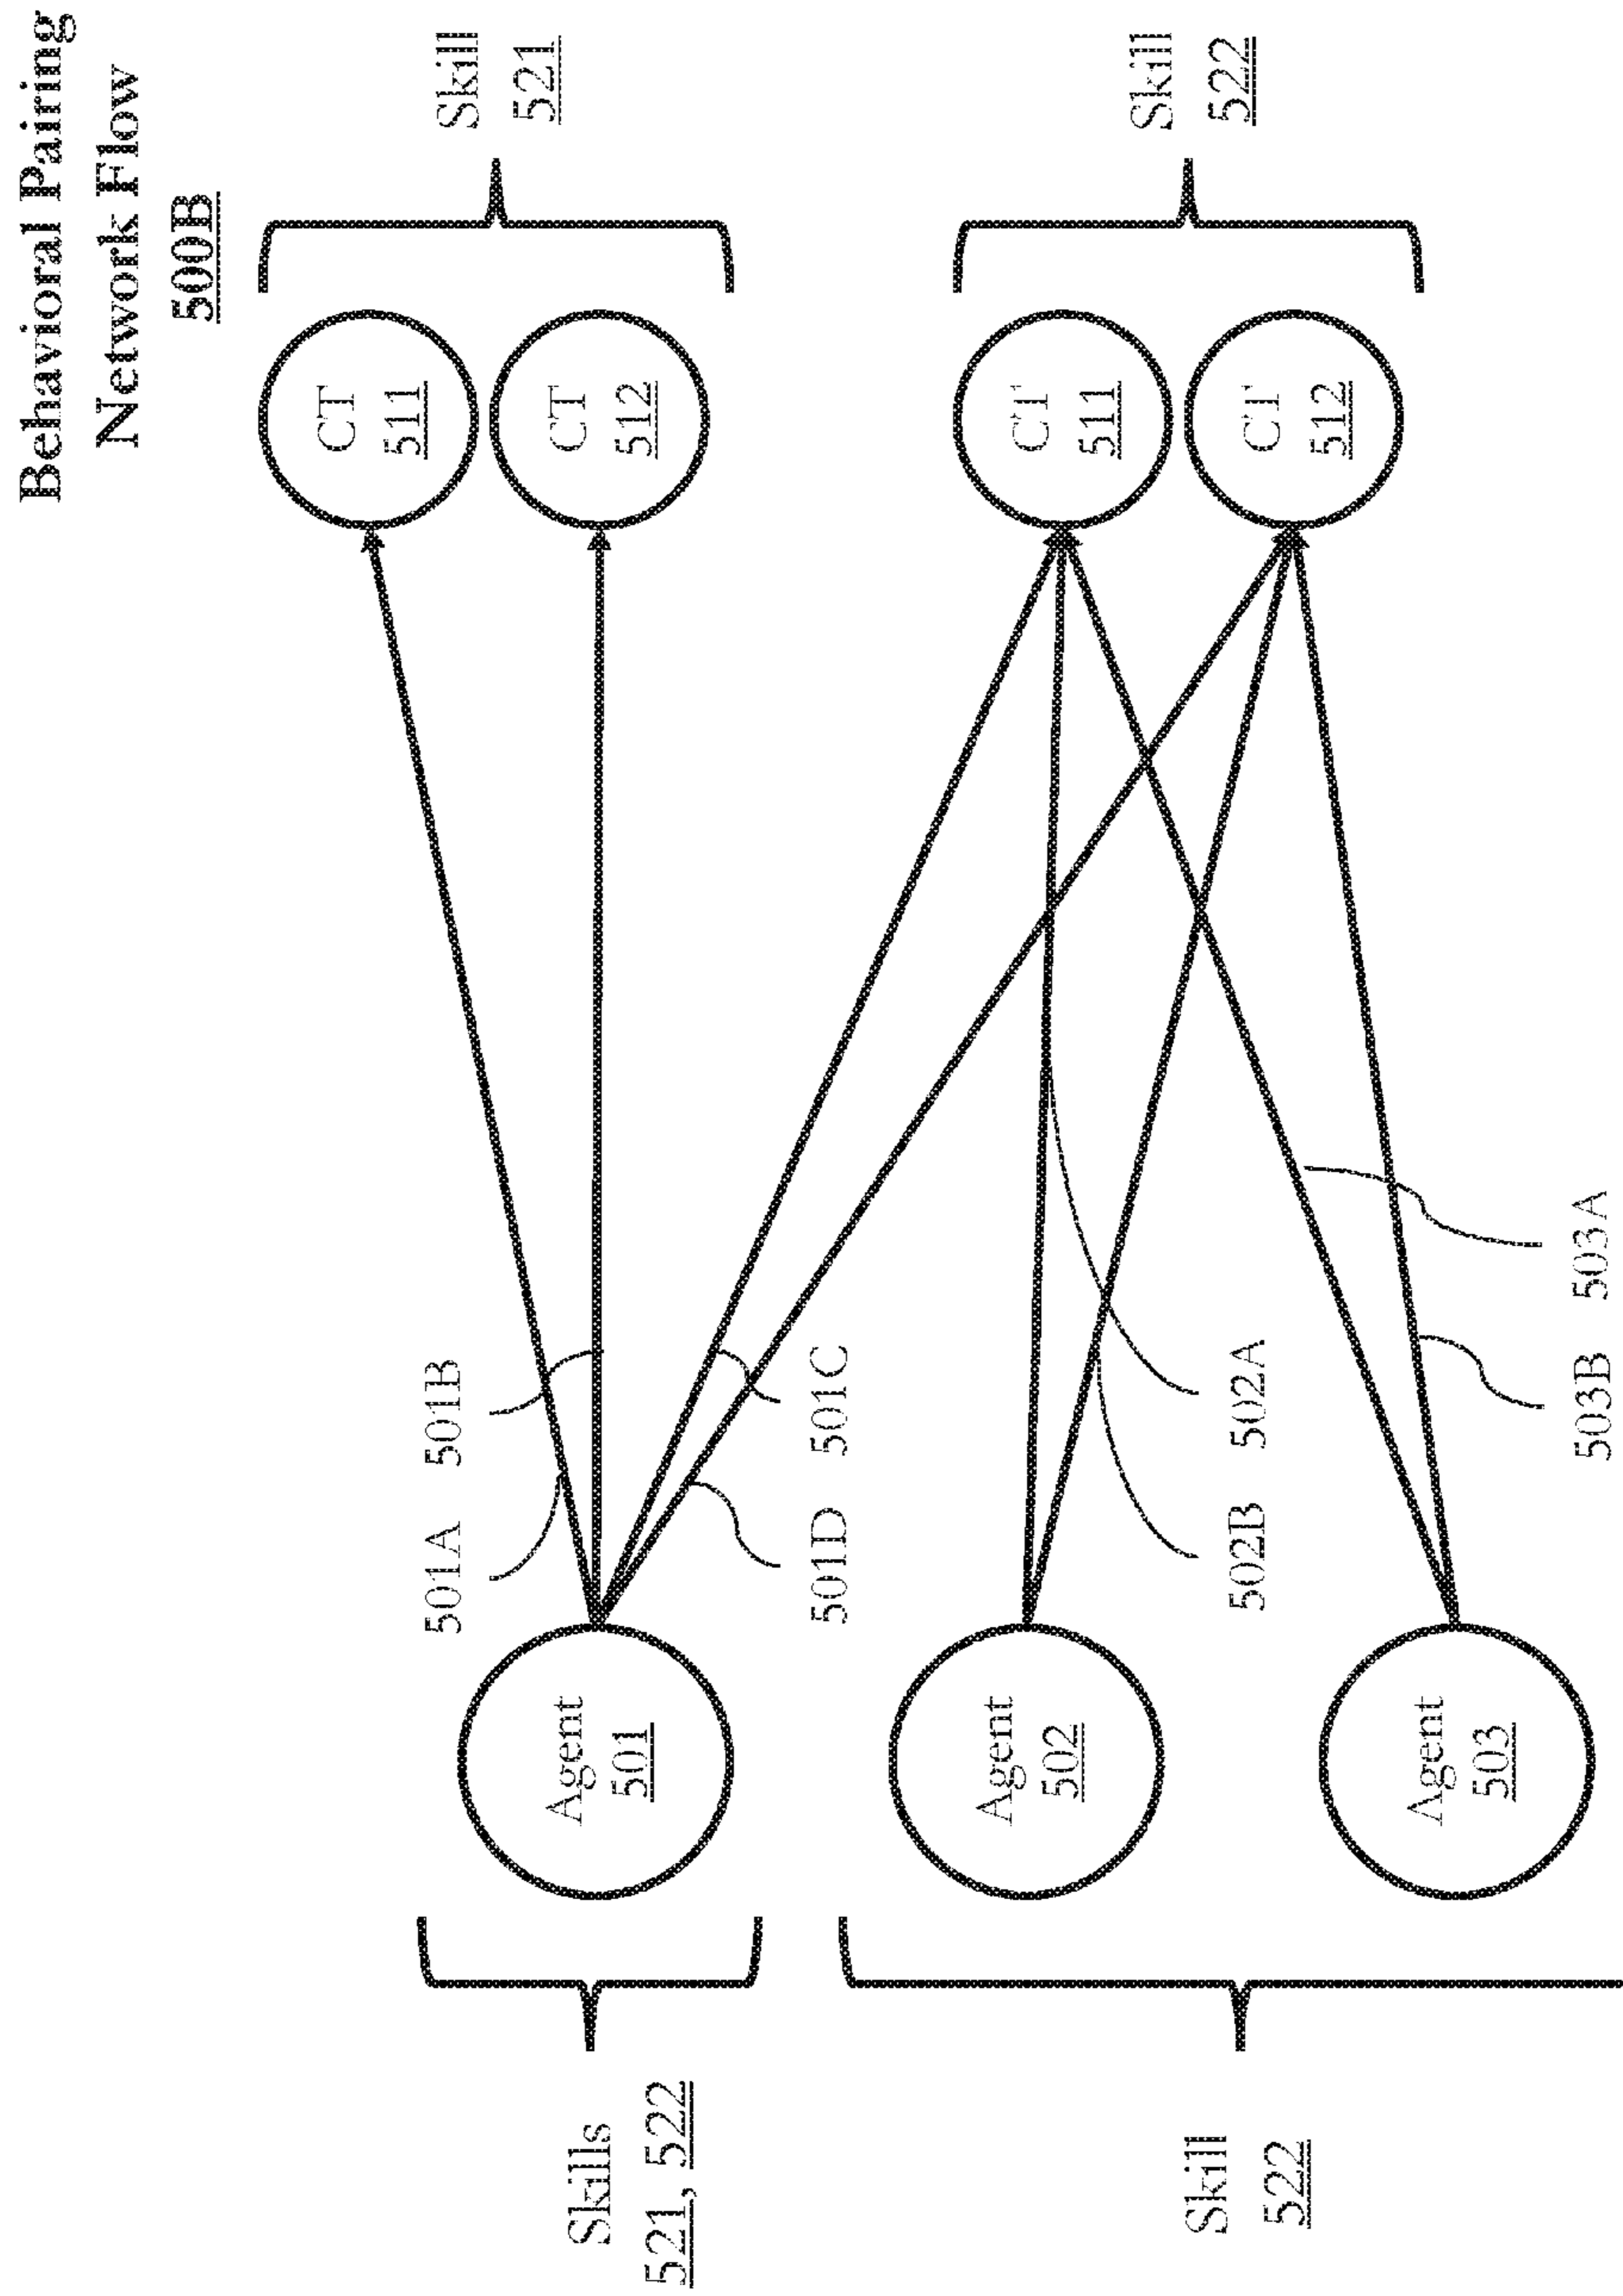 Behavioral Pairing
Network Flow
500B
Skills
521, 522
Agent
501
501A
501B
501D
501C
CT
511
CT
512
Skill
521
Skill
522
Agent
502
502B
502A
CT
511
CT
512
Skill
522
Agent
503
503B
503A